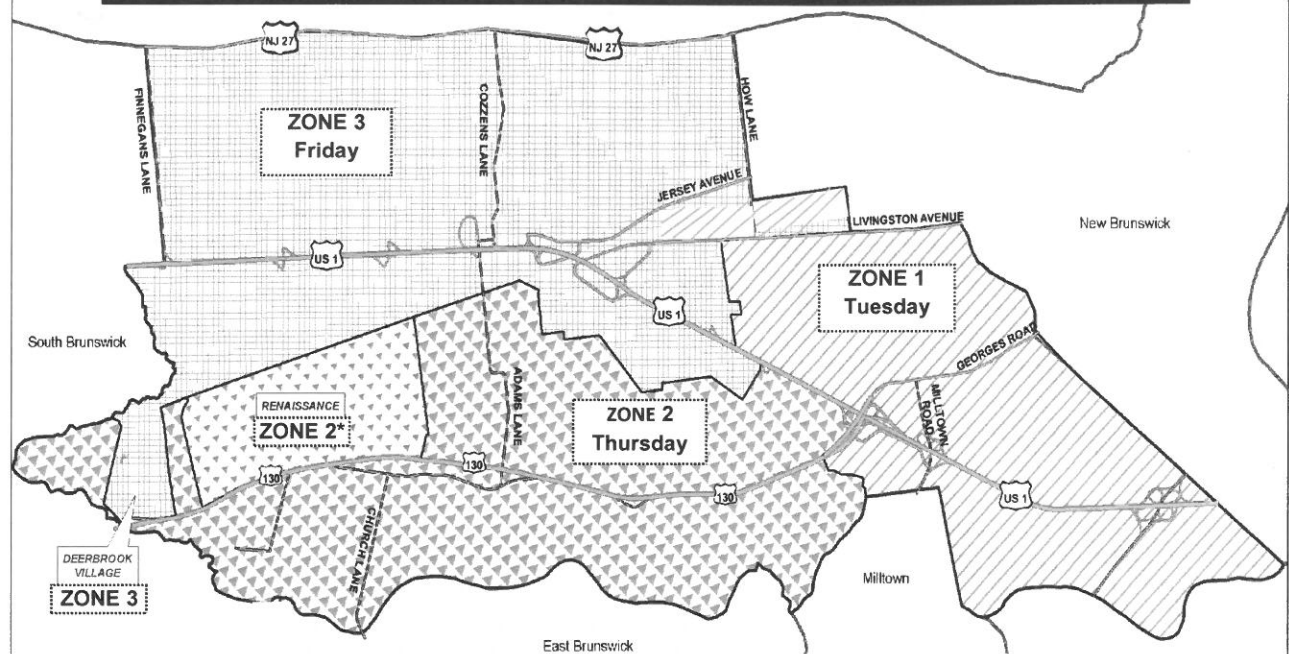 NJ 27
NJ 27
FINNEGANS LANE
COZZENS LANE
HOW LANE
ZONE 3
Friday
JERSEY AVENUE
LIVINGSTON AVENUE
New Brunswick
US 1
ZONE 1
Tuesday
US 1
South Brunswick
GEORGES ROAD
MILLTOWN
ROAD
ADAMS LANE
RENAISSANCE
ZONE 2*
ZONE 2
Thursday
130
130
130
US 1
CHURCH LANE
DEERBROOK
VILLAGE
ZONE 3
Milltown
East Brunswick